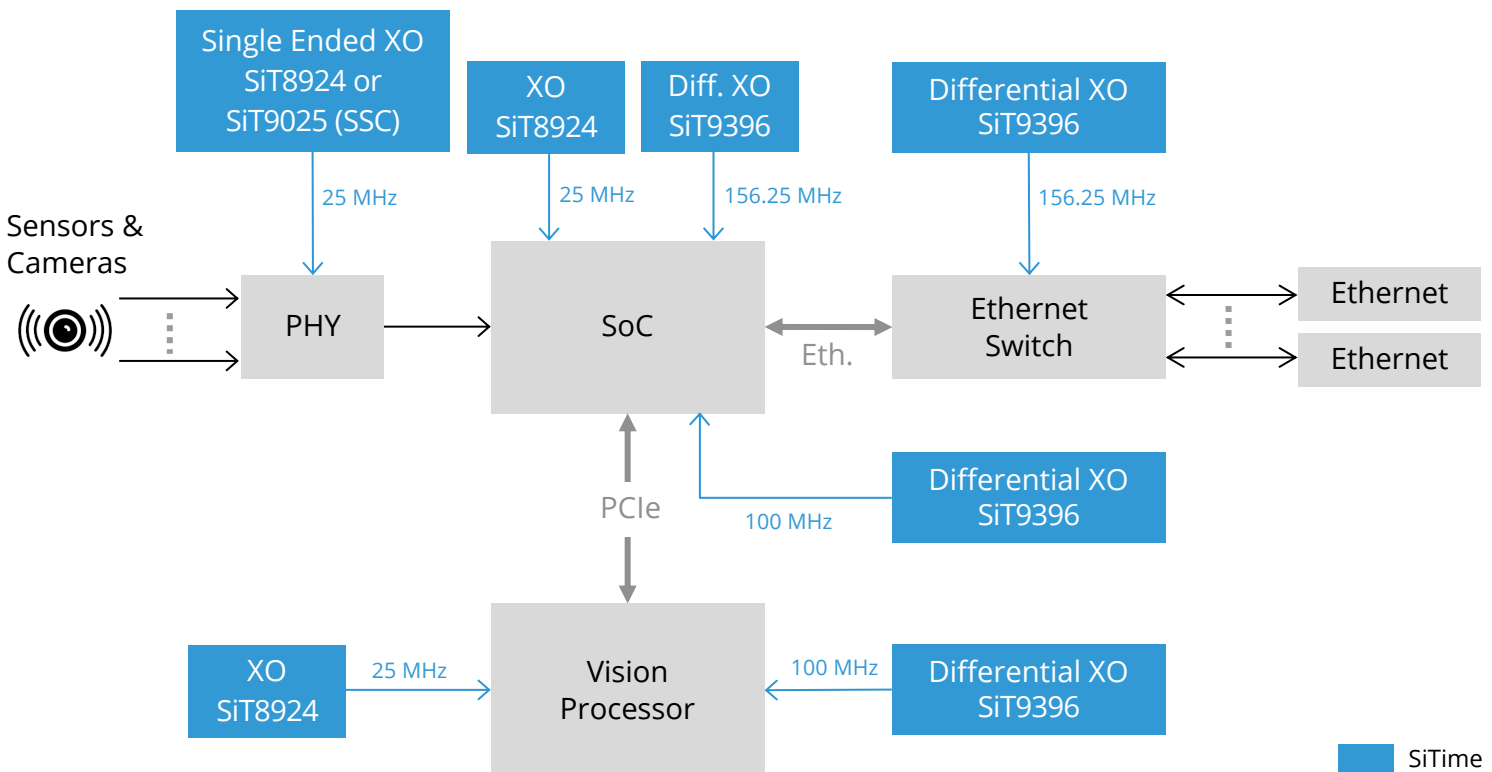 Single Ended XO
SiT8924 or
SiT9025 (SSC)
XO
SiT8924
Diff. XO
SiT9396
Differential XO
SiT9396
25 MHz
25 MHz
156.25 MHz
156.25 MHz
Sensors &
Cameras
PHY
SoC
Eth.
Ethernet
Switch
Ethernet
Ethernet
PCIe
100 MHz
Differential XO
SiT9396
XO
SiT8924
25 MHz
Vision
Processor
100 MHz
Differential XO
SiT9396
SiTime